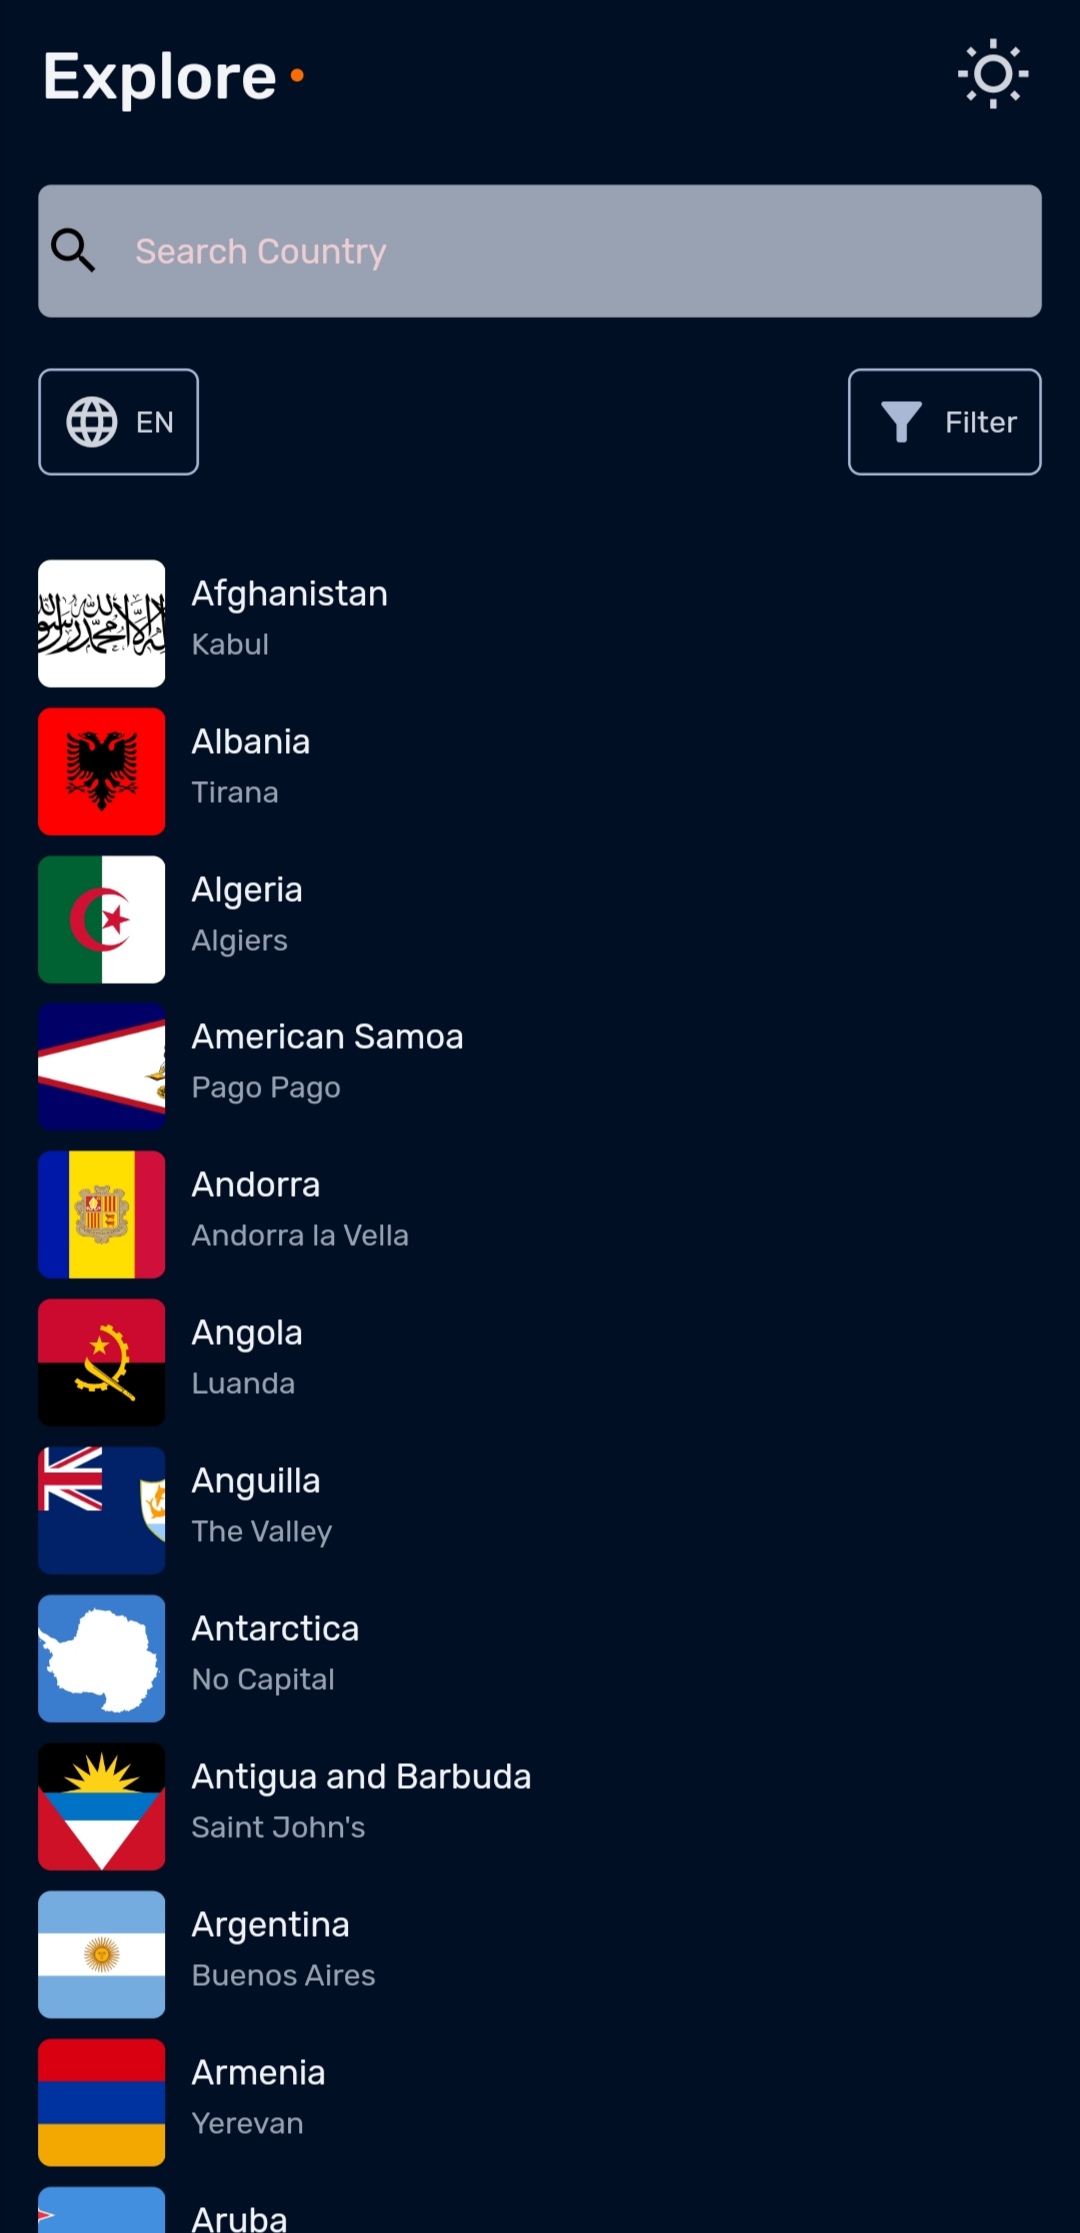 Explore
Search Country
EN
Filter
Afghanistan
Kabul
Albania
Tirana
Algeria
Algiers
American Samoa
Pago Pago
Andorra
Andorra la Vella
Angola
Luanda
Anguilla
The Valley
Antarctica
No Capital
Antigua and Barbuda
Saint John's
Argentina
Buenos Aires
Armenia
Yerevan
Aruba